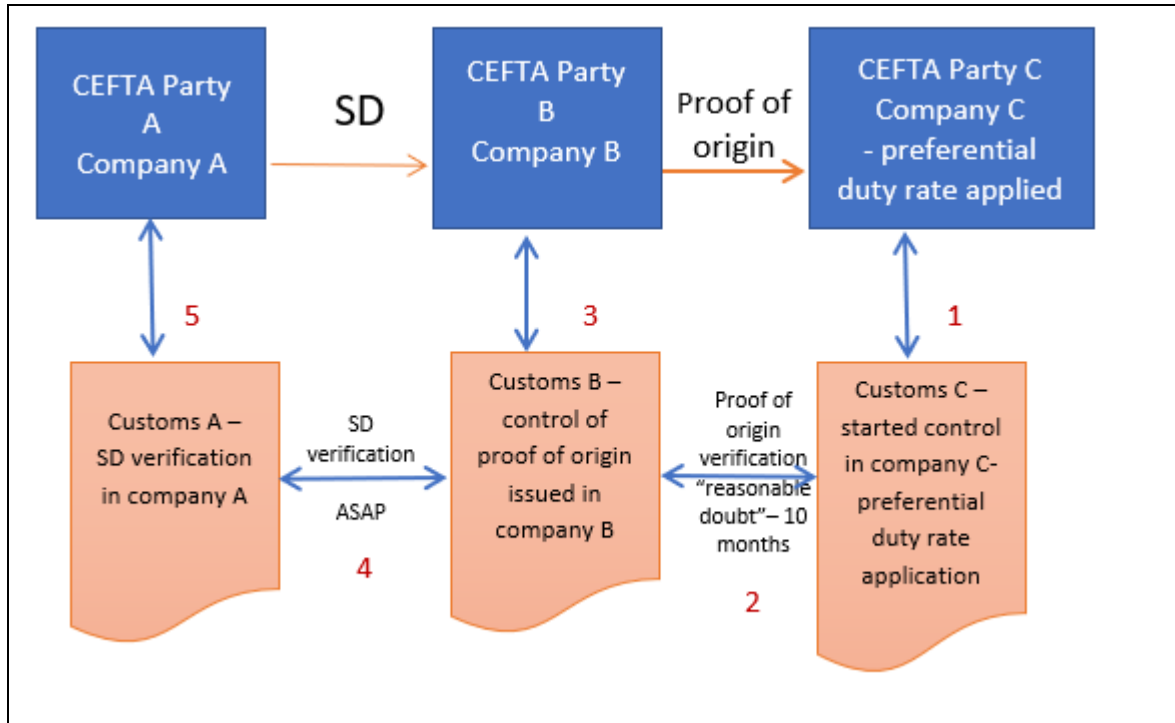 CEFTA Party
A
Company A
SD
CEFTA Party
B
Company B
Proof of
origin
CEFTA Party C
Company C
- preferential
duty rate applied
5
3
1
Customs A –
SD verification
in company A
SD
verification
ASAP
4
Customs B –
control of
proof of origin
issued in
company B
Proof of
origin
verification
“reasonable
doubt”– 10
months
2
Customs C –
started control
in company C-
preferential
duty rate
application